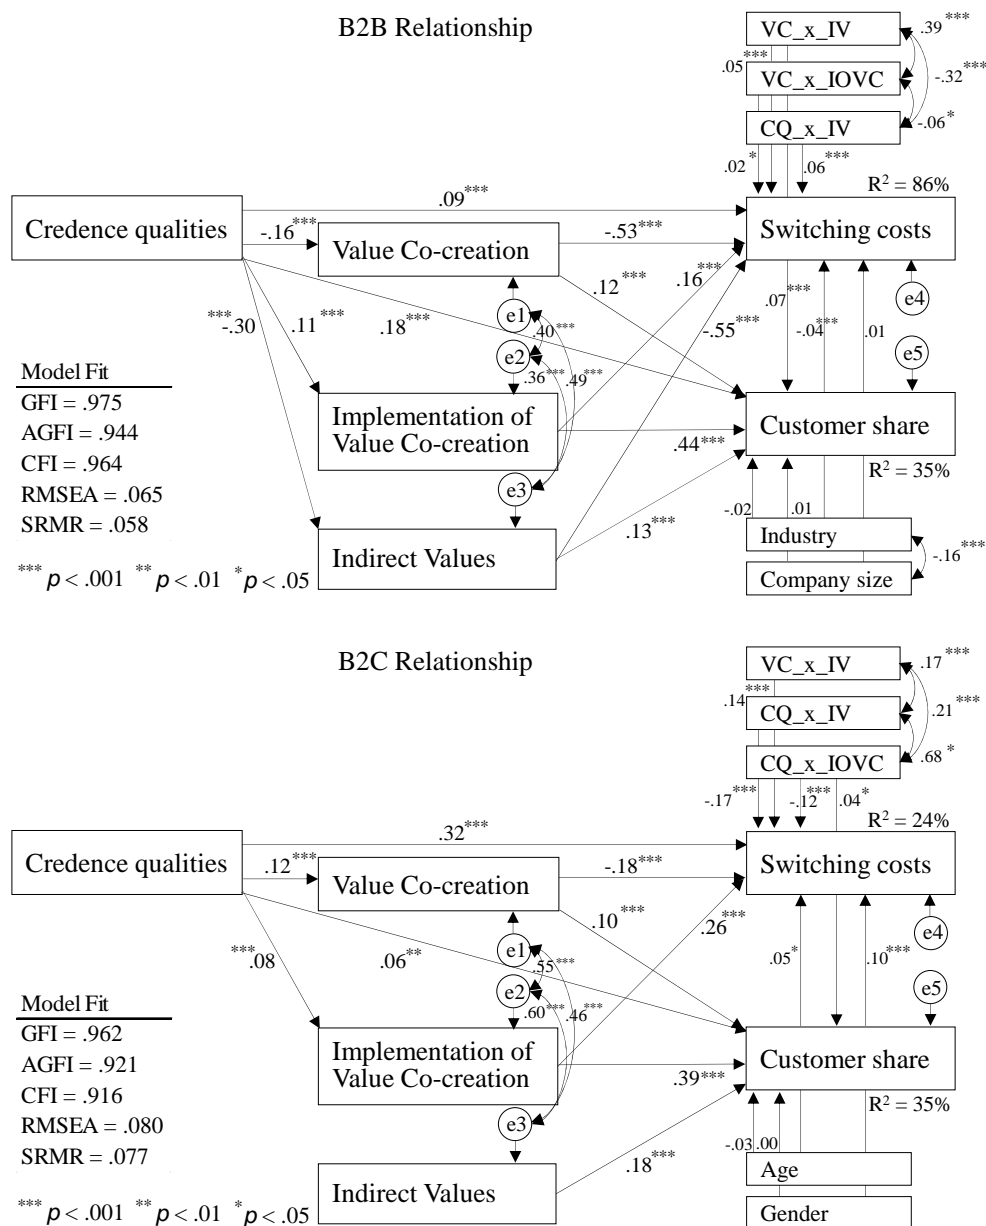 B2B Relationship
VC_x_IV
.39***
.05***
VC_x_IOVC
-.32***
CQ_x_IV
-.06*
.02*
.06***
R² = 86%
Credence qualities
.09***
Switching costs
-.16***
Value Co-creation
-.53***
.12***
.16***
e1
.07***
e4
***-.30
.11***
.18***
.40***
-.55***
-.04***
.01
e2
e5
Model Fit
.36***
.49***
GFI = .975
AGFI = .944
CFI = .964
RMSEA = .065
SRMR = .058
Implementation of
Value Co-creation
.44***
Customer share
R² = 35%
e3
-.02
.01
.13***
Indirect Values
Industry
-.16***
Company size
*** p < .001 ** p < .01 * p < .05
B2C Relationship
VC_x_IV
.17***
.14***
CQ_x_IV
.21***
CQ_x_IOVC
.68*
-.17***
-.12***
.04*
R² = 24%
Credence qualities
.32***
Switching costs
.12***
Value Co-creation
-.18***
.10***
.26***
e1
e4
***.08
.06**
.55***
.05*
.10***
e2
e5
Model Fit
.60***
.46***
GFI = .962
AGFI = .921
CFI = .916
RMSEA = .080
SRMR = .077
Implementation of
Value Co-creation
.39***
Customer share
R² = 35%
e3
-.03
.00
.18***
Indirect Values
Age
Gender
*** p < .001 ** p < .01 * p < .05